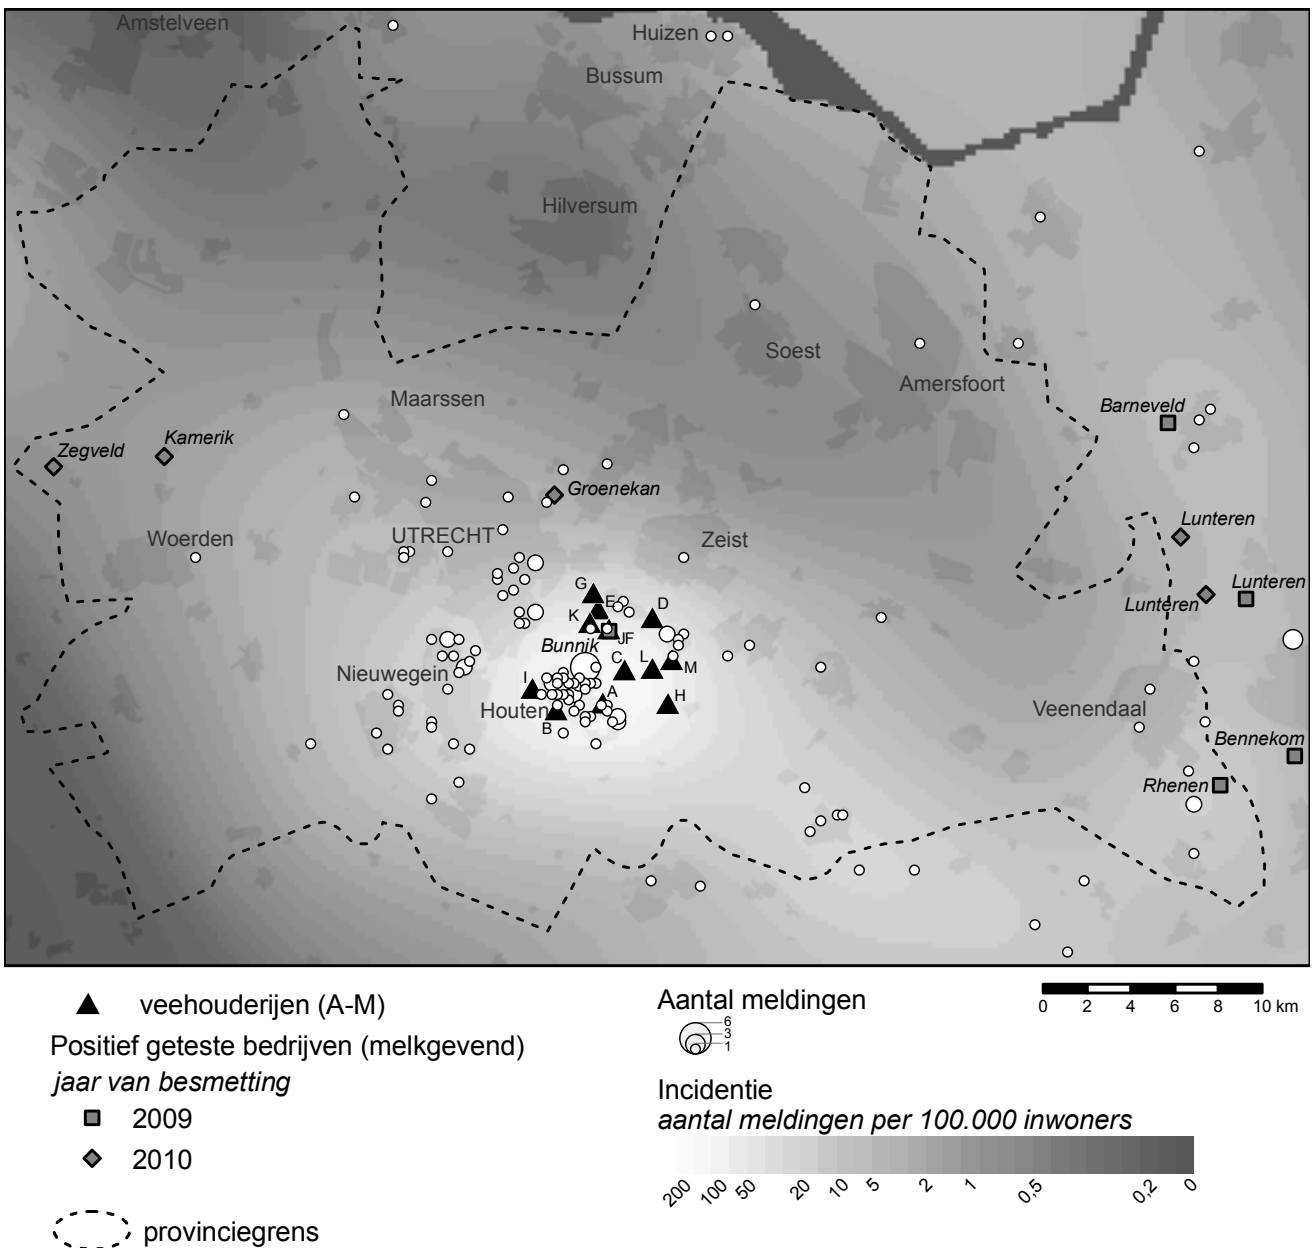 Amstelveen
Huizen
Bussum
Hilversum
Soest
Amersfoort
Maarssen
Barneveld
Zegveld
Kamerik
Groenekan
Lunteren
Woerden
UTRECHT
Zeist
Lunteren
Lunteren
G
E
D
K
JF
Bunnik
C
L
M
Nieuwegein
I
A
H
Houten
B
Veenendaal
Bennekom
Rhenen
veehouderijen (A-M)
Positief geteste bedrijven (melkgevend)
jaar van besmetting
2009
2010
provinciegrens
Aantal meldingen
6
3
1
0 2 4 6 8 10 km
Incidentie
aantal meldingen per 100.000 inwoners
200 100 50 20 10 5 2 1 0,5 0,2 0